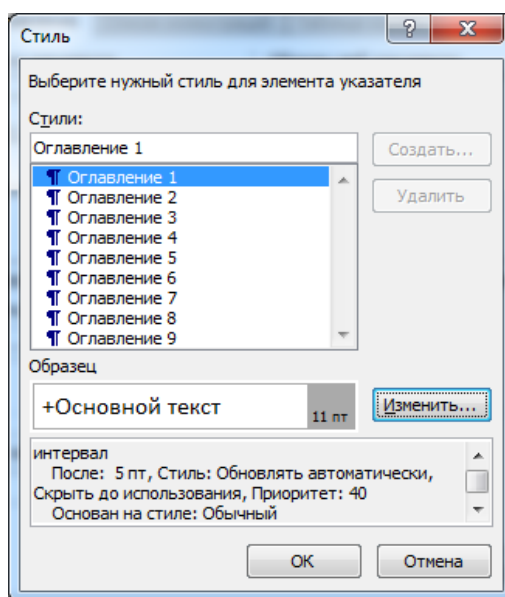 Стиль
Выберите нужный стиль для элемента указателя
Стили:
Оглавление 1
Создать...
¶ Оглавление 1
Удалить
¶ Оглавление 2
¶ Оглавление 3
¶ Оглавление 4
¶ Оглавление 5
¶ Оглавление 6
¶ Оглавление 7
¶ Оглавление 8
¶ Оглавление 9
Образец
+Основной текст
11 пт
Изменить...
интервал
После: 5 пт, Стиль: Обновлять автоматически,
Скрыть до использования, Приоритет: 40
Основан на стиле: Обычный
ОК
Отмена